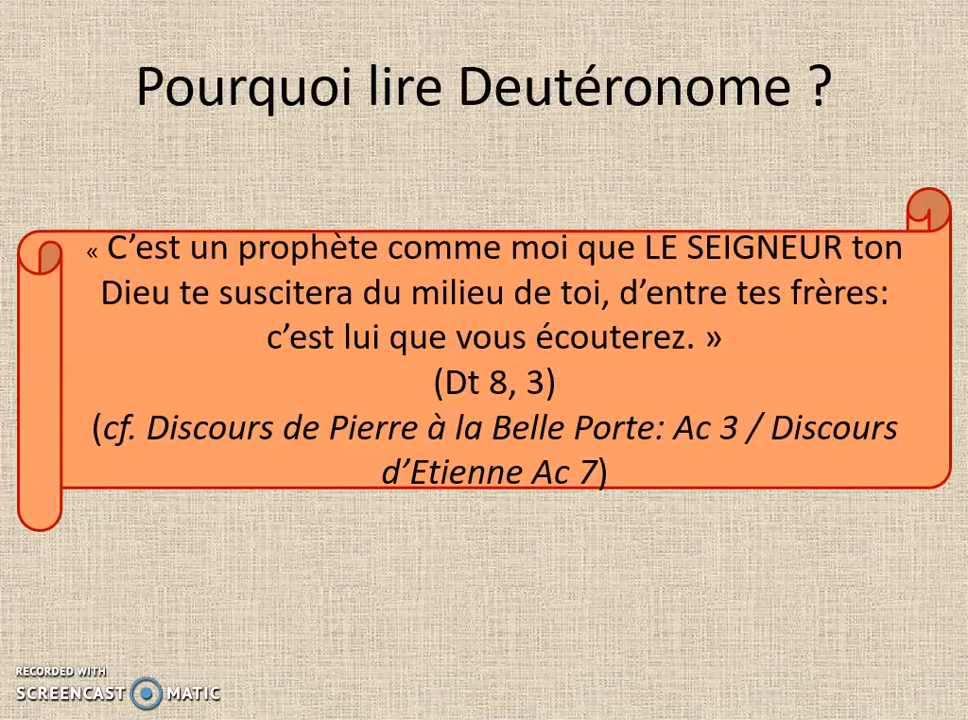 Pourquoi lire Deutéronome ?
« C’est un prophète comme moi que LE SEIGNEUR ton
Dieu te suscitera du milieu de toi, d’entre tes frères:
c’est lui que vous écouterez. »
(Dt 8, 3)
(cf. Discours de Pierre à la Belle Porte: Ac 3 / Discours
d’Etienne Ac 7)
RECORDED WITH
SCREENCAST MATIC